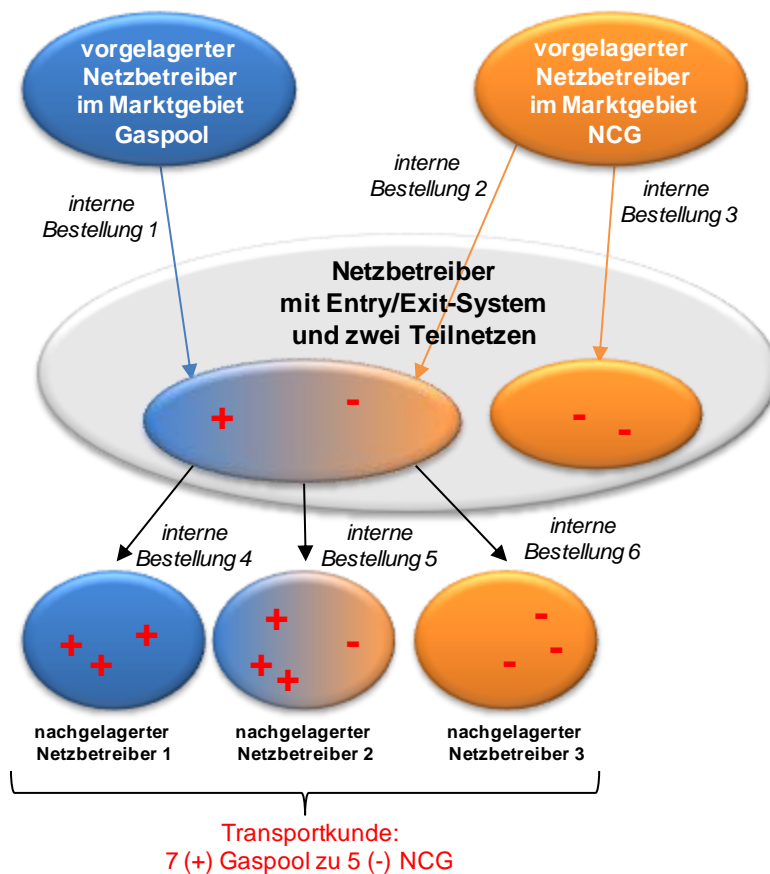 vorgelagerter
Netzbetreiber
im Marktgebiet
Gaspool
vorgelagerter
Netzbetreiber
im Marktgebiet
NCG
interne
Bestellung 1
interne
Bestellung 2
interne
Bestellung 3
Netzbetreiber
mit Entry/Exit-System
und zwei Teilnetzen
+
-
-
-
interne
Bestellung 4
interne
Bestellung 5
interne
Bestellung 6
+
+
+
+
+
+
-
-
-
-
nachgelagerter
Netzbetreiber 1
nachgelagerter
Netzbetreiber 2
nachgelagerter
Netzbetreiber 3
Transportkunde:
7 (+) Gaspool zu 5 (-) NCG